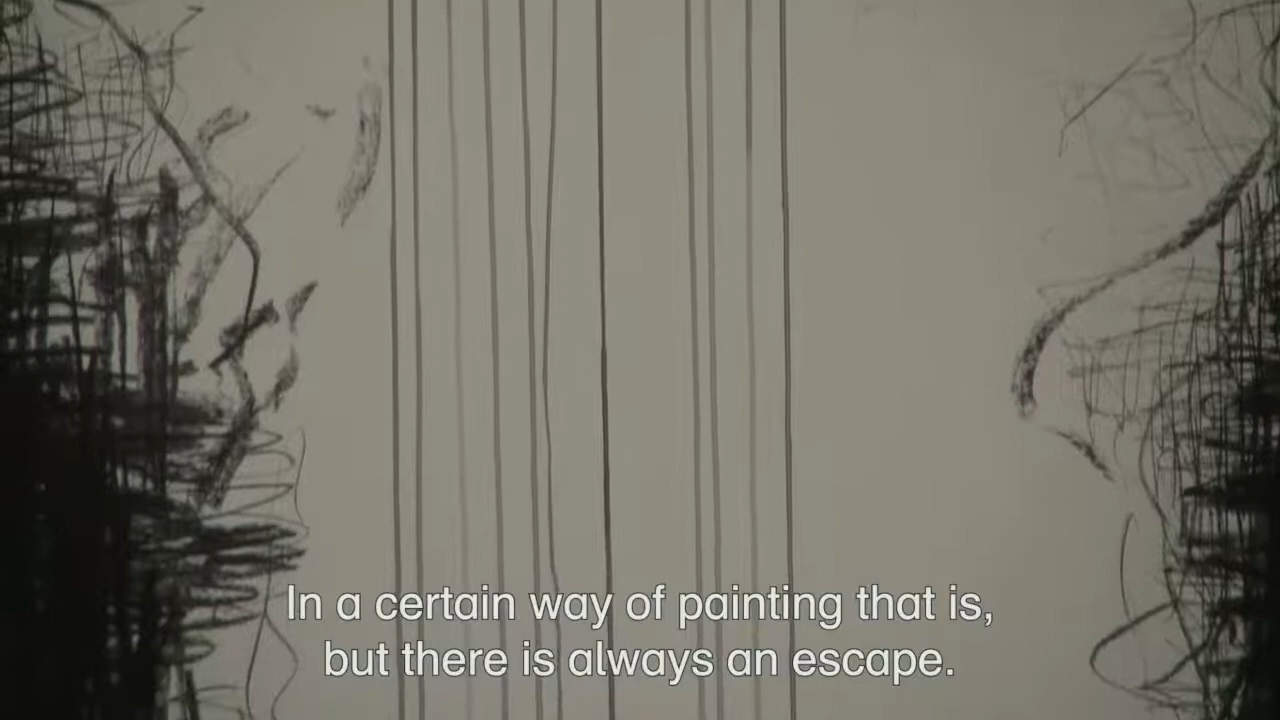 In a certain way of painting that is,
but there is always an escape.